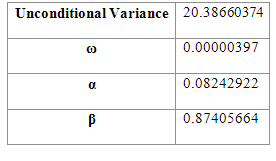 Unconditional Variance 20.38660374
ω 0.00000397
α 0.08242922
β 0.87405664